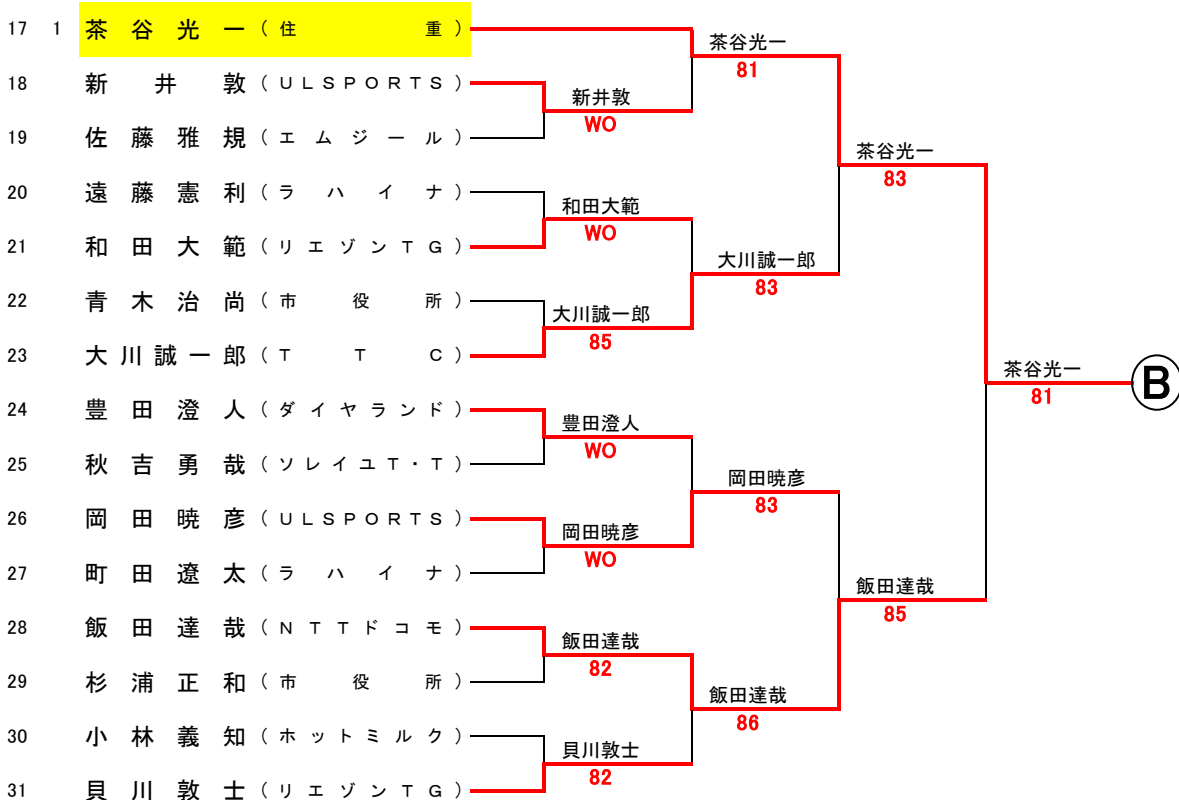 17 1 茶谷光一(住重)
18 新井敦(ULSPORTS)
19 佐藤雅規(エムジール)
20 遠藤憲利(ラハイナ)
21 和田大範(リエゾンTG)
22 青木治尚(市役所)
23 大川誠一郎(TTC)
24 豊田澄人(ダイヤランド)
25 秋吉勇哉(ソレイユT・T)
26 岡田暁彦(ULSPORTS)
27 町田遼太(ラハイナ)
28 飯田達哉(NTTドコモ)
29 杉浦正和(市役所)
30 小林義知(ホットミルク)
31 貝川敦士(リエゾンTG)
新井敦
WO
和田大範
WO
大川誠一郎
85
豊田澄人
WO
岡田暁彦
WO
飯田達哉
82
貝川敦士
82
茶谷光一
81
大川誠一郎
83
岡田暁彦
83
飯田達哉
86
茶谷光一
83
飯田達哉
85
茶谷光一
81
B